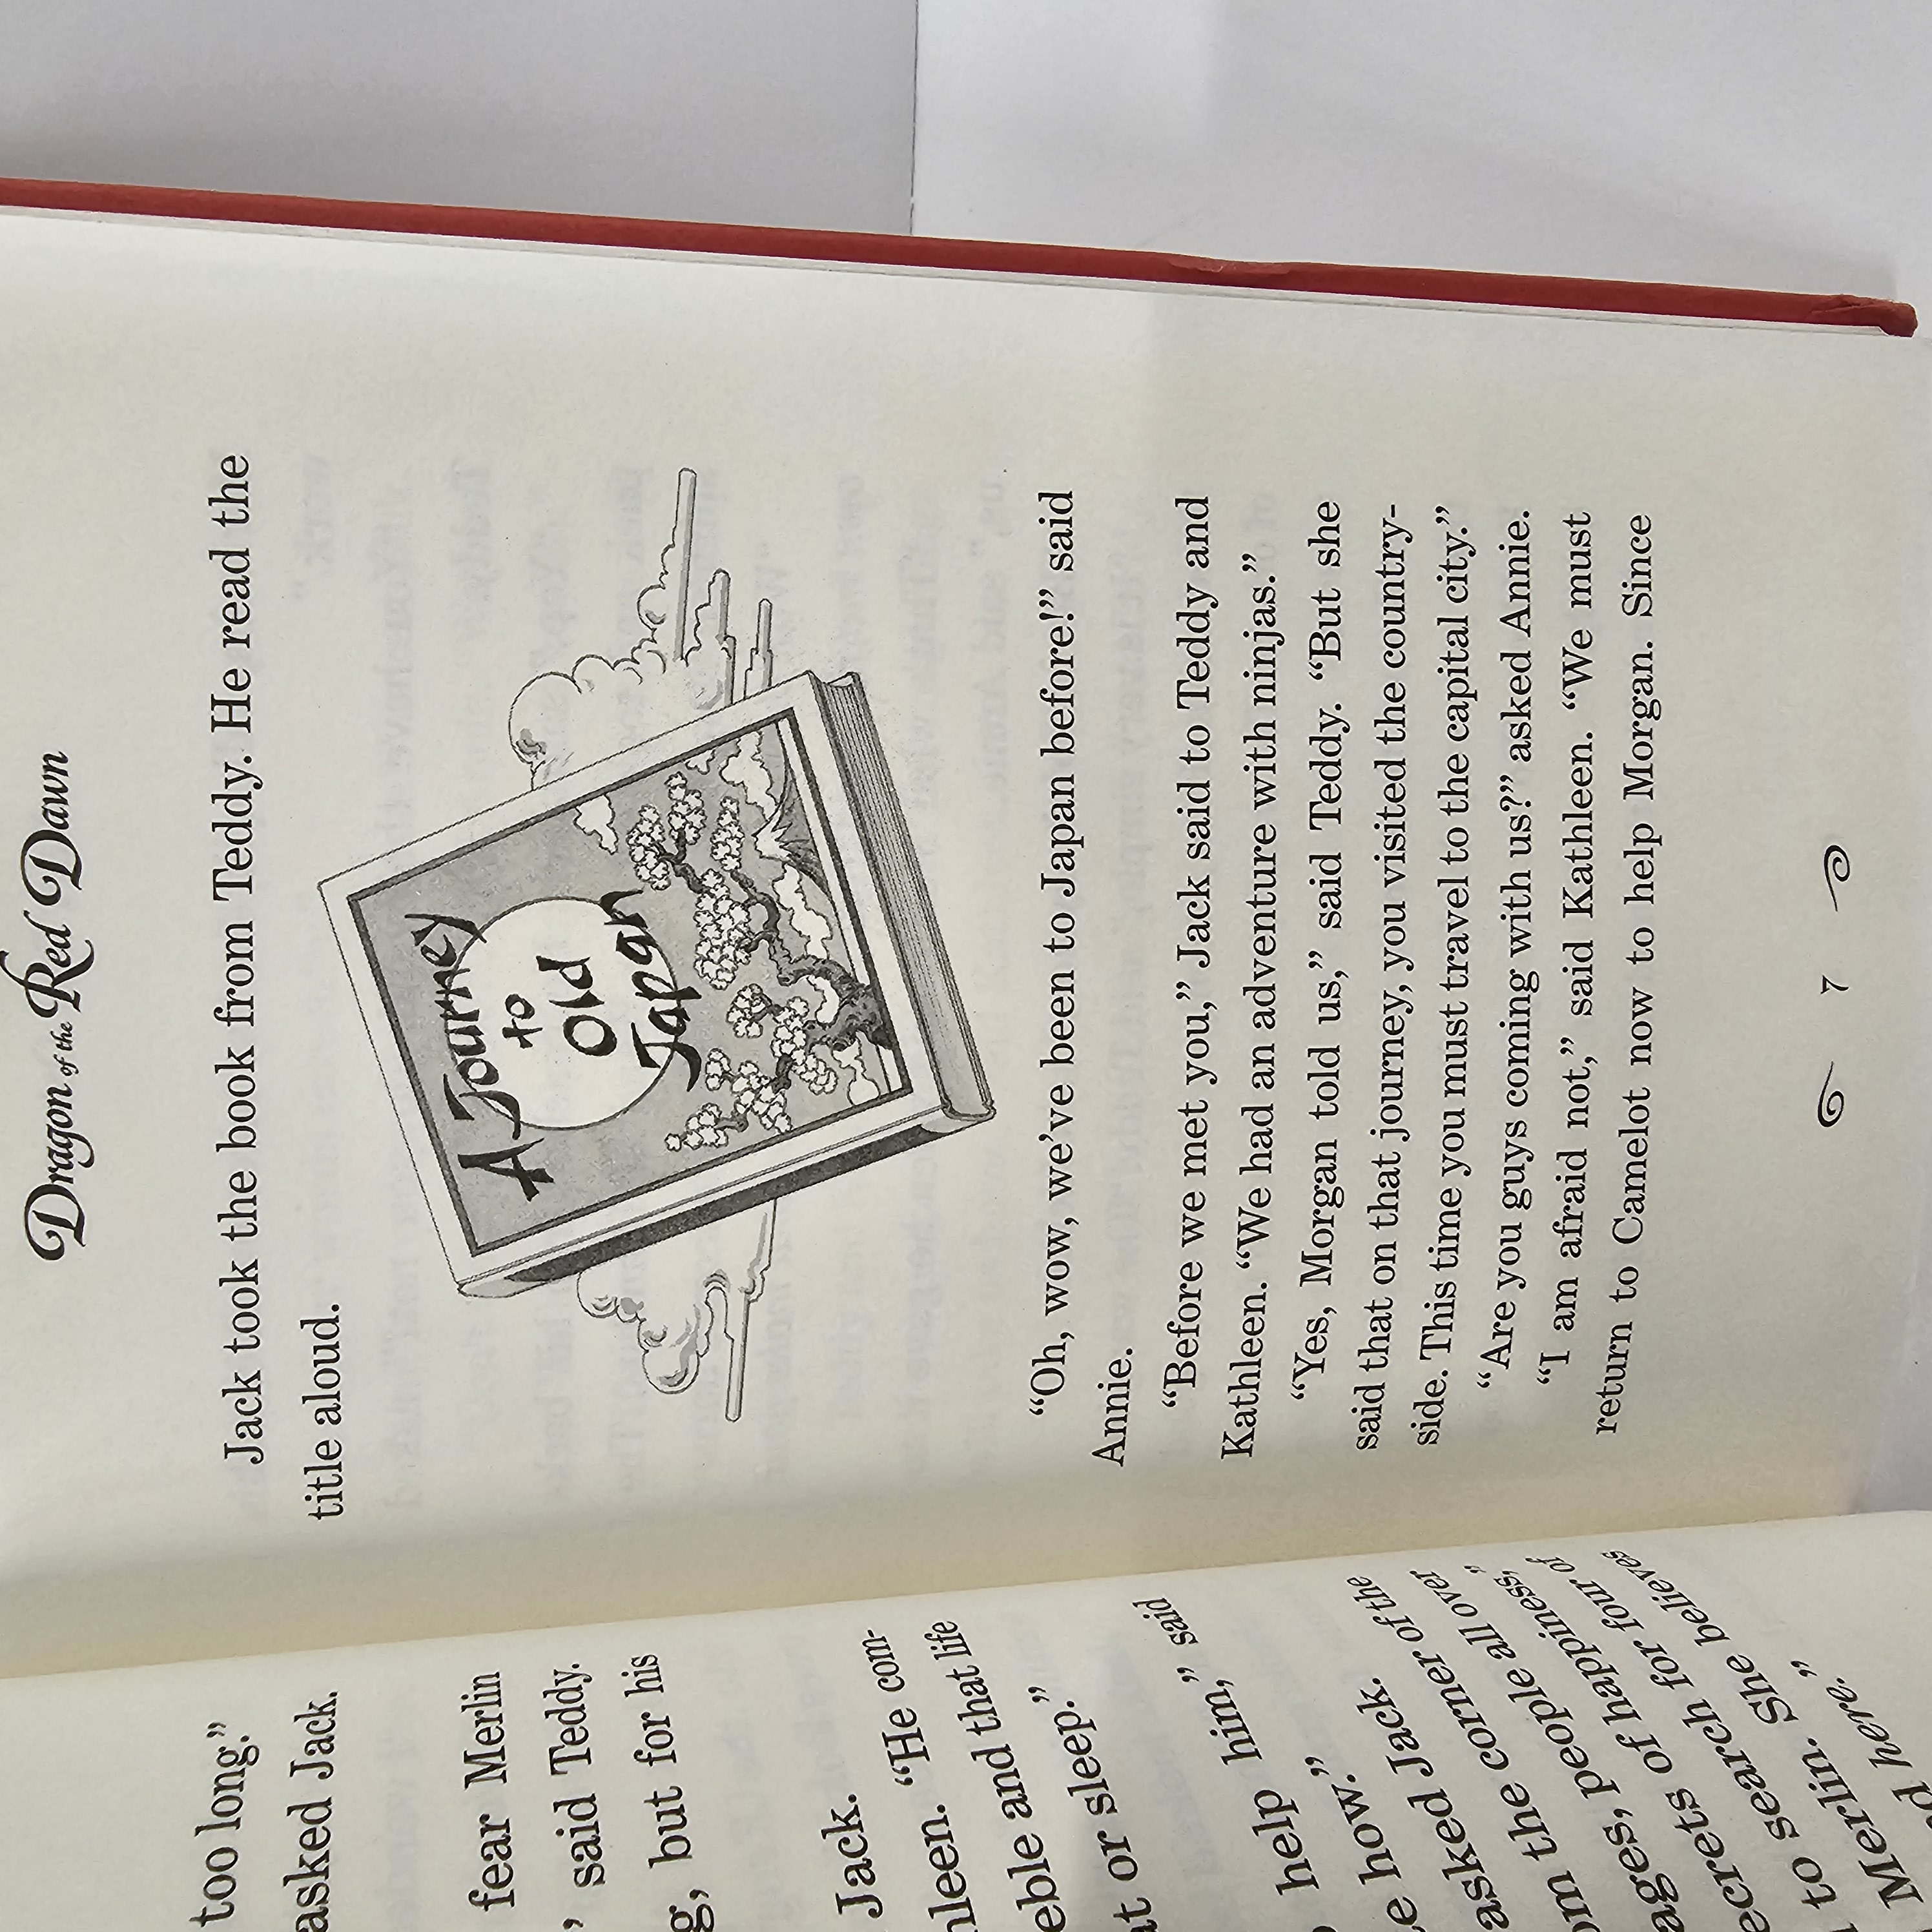 too long.”
asked Jack.
fear Merlin
” said Teddy.
g, but for his
Jack.
hleen. “He com-
eble and that life
at or sleep.”
help him,” said
e how.”
asked Jack.
om the corner of the
ages, people all over
ecrets of happiness,”
to search for four of
Merlin. She believes
nd here.”
Dragon of the Red Dawn
Jack took the book from Teddy. He read the
title aloud.
A Journey
to
Old
Japan
“Oh, wow, we’ve been to Japan before!” said
Annie.
“Before we met you,” Jack said to Teddy and
Kathleen. “We had an adventure with ninjas.”
“Yes, Morgan told us,” said Teddy. “But she
said that on that journey, you visited the country-
side. This time you must travel to the capital city.”
“Are you guys coming with us?” asked Annie.
“I am afraid not,” said Kathleen. “We must
return to Camelot now to help Morgan. Since
7